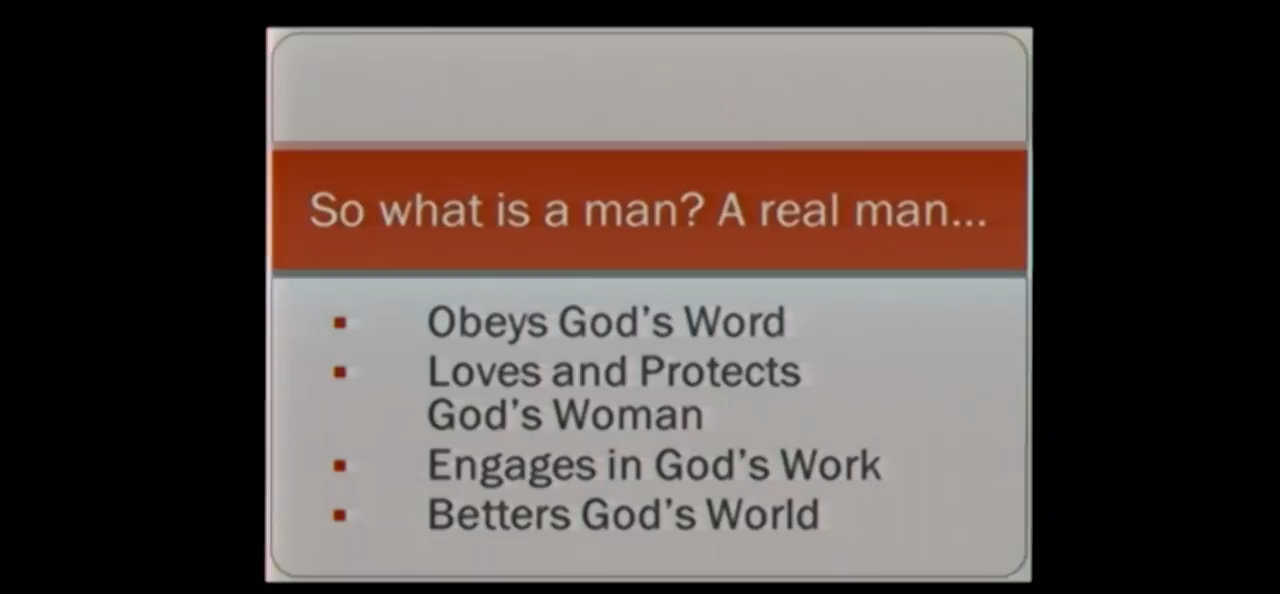 So what is a man? A real man...
Obeys God's Word
Loves and Protects
God's Woman
Engages in God's Work
Betters God's World